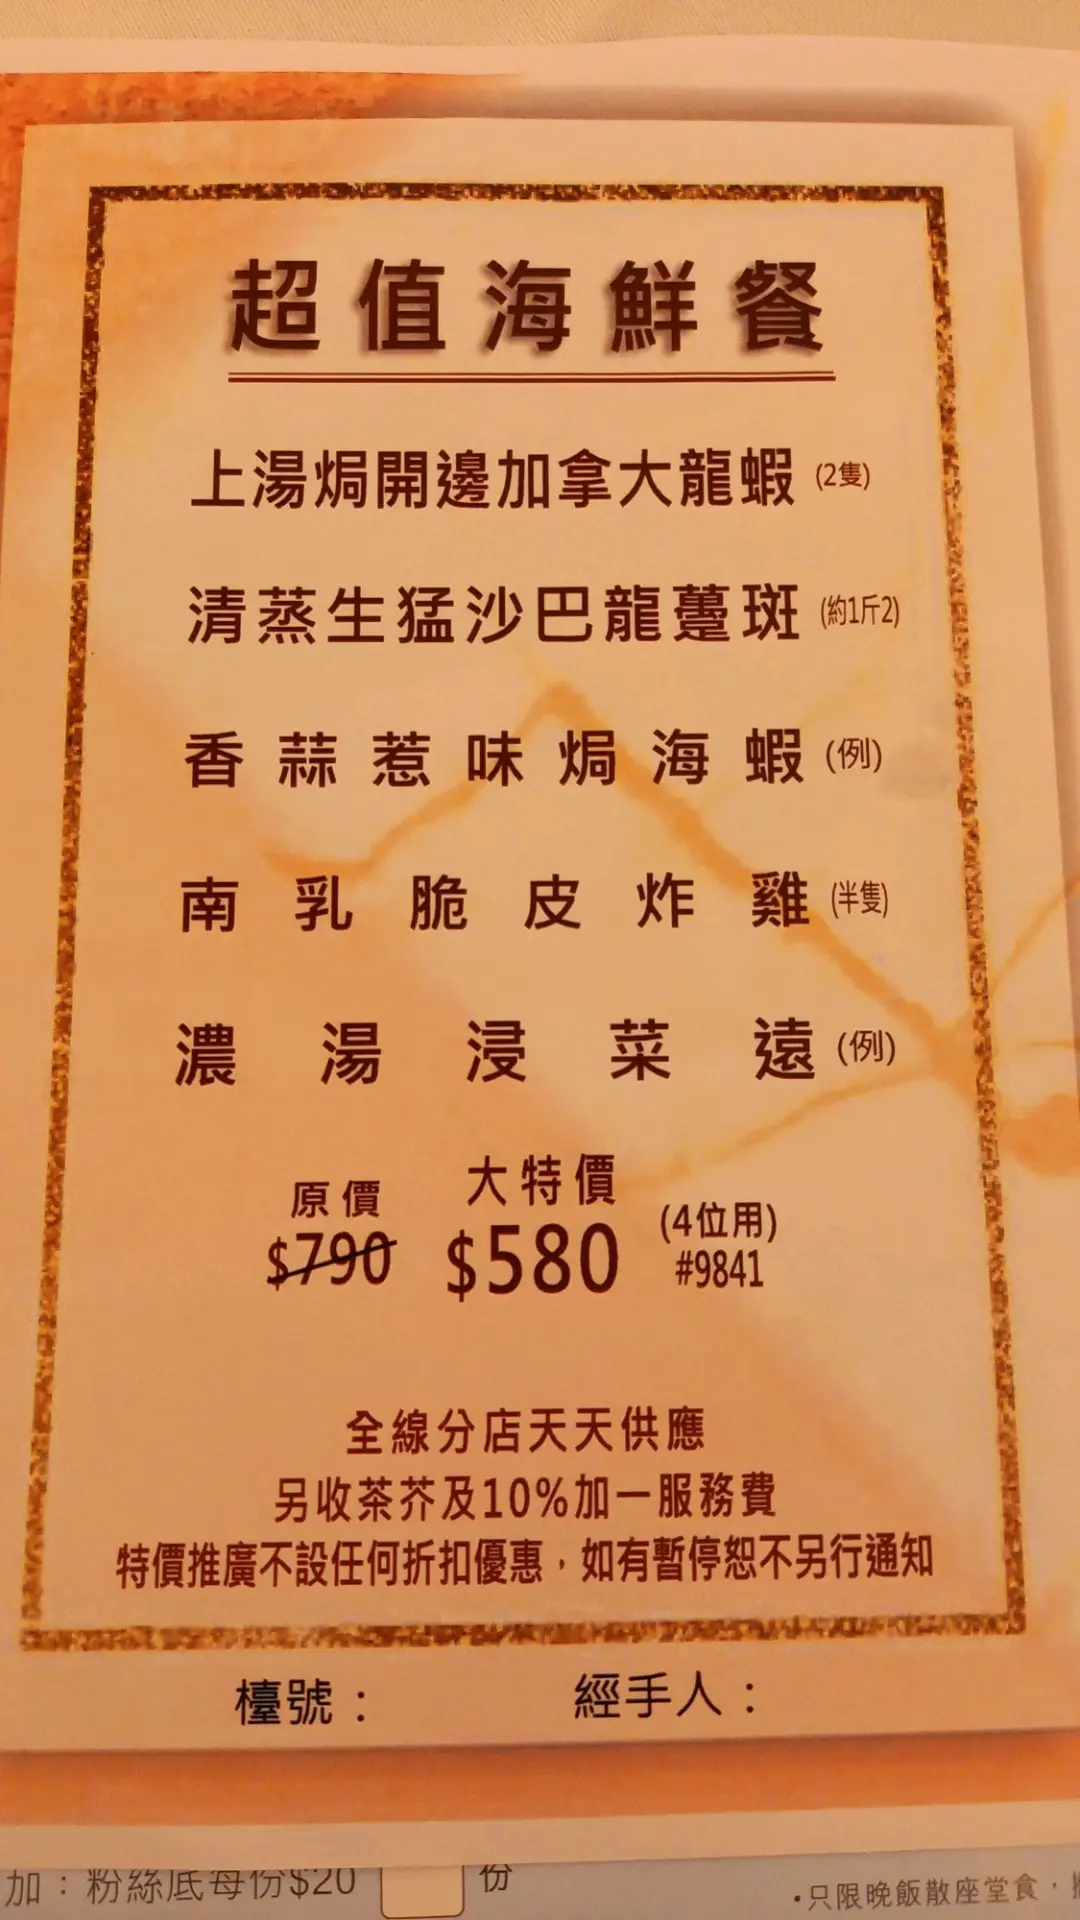 超值海鮮餐
上湯焗開邊加拿大龍蝦 (2隻)
清蒸生猛沙巴龍躉斑 (約1斤2)
香蒜惹味焗海蝦 (例)
南乳脆皮炸雞 (半隻)
濃湯浸菜遠 (例)
原價 大特價
$790 $580 (4位用)
#9841
全線分店天天供應
另收茶芥及10%加一服務費
特價推廣不設任何折扣優惠，如有暫停恕不另行通知
檯號： 經手人：
加：粉絲底每份$20 份
•只限晚飯散座堂食，